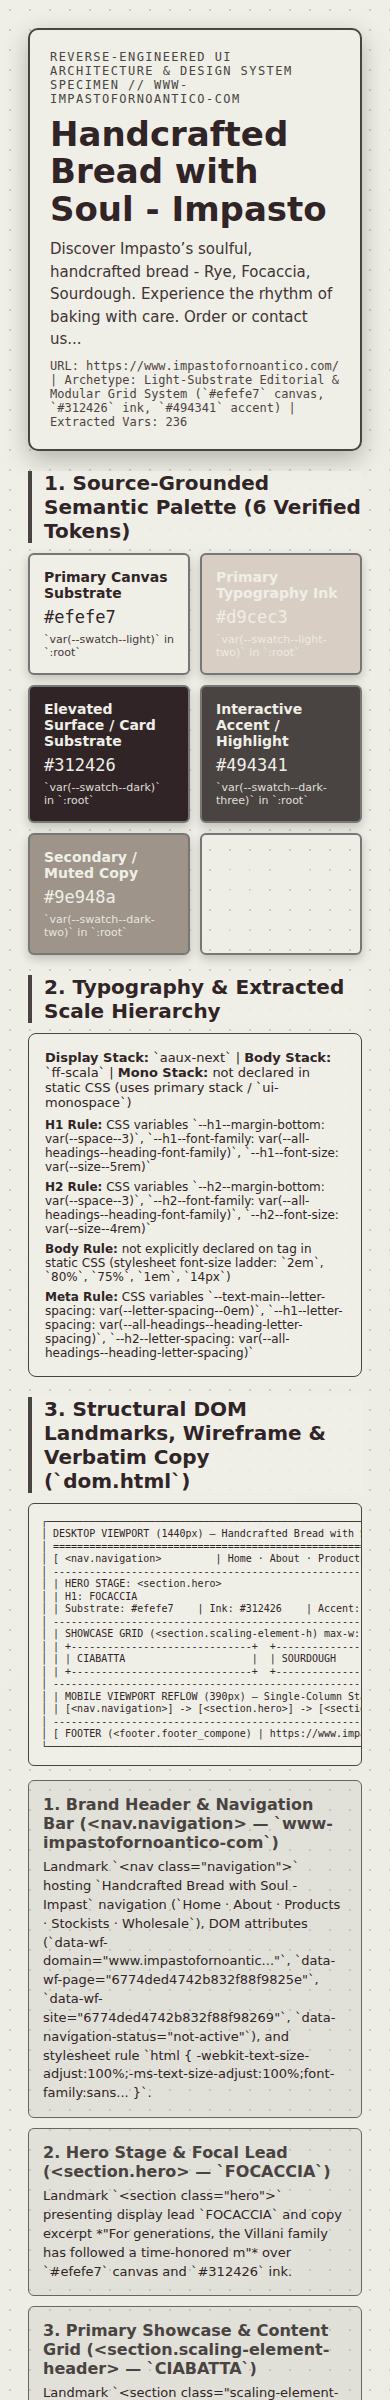 REVERSE-ENGINEERED UI
ARCHITECTURE & DESIGN SYSTEM
SPECIMEN // WWW-
IMPASTOFORNOANTICO-COM
Handcrafted
Bread with
Soul - Impasto
Discover Impasto’s soulful,
handcrafted bread - Rye, Focaccia,
Sourdough. Experience the rhythm of
baking with care. Order or contact
us...
URL: https://www.impastofornoantico.com/
| Archetype: Light-Substrate Editorial &
Modular Grid System (`#efefe7` canvas,
`#312426` ink, `#494341` accent) |
Extracted Vars: 236
1. Source-Grounded
Semantic Palette (6 Verified
Tokens)
Primary Canvas
Substrate
#efefe7
`var(--swatch--light)` in
`:root`
Primary
Typography Ink
#d9cec3
`var(--swatch--light-
two)` in `:root`
Elevated
Surface / Card
Substrate
#312426
`var(--swatch--dark)`
in `:root`
Interactive
Accent /
Highlight
#494341
`var(--swatch--dark-
three)` in `:root`
Secondary /
Muted Copy
#9e948a
`var(--swatch--dark-
two)` in `:root`
2. Typography & Extracted
Scale Hierarchy
Display Stack: `aaux-next` | Body Stack:
`ff-scala` | Mono Stack: not declared in
static CSS (uses primary stack / `ui-
monospace`)
H1 Rule: CSS variables `--h1--margin-bottom:
var(--space--3)`, `--h1--font-family: var(--all-
headings--heading-font-family)`, `--h1--font-size:
var(--size--5rem)`
H2 Rule: CSS variables `--h2--margin-bottom:
var(--space--3)`, `--h2--font-family: var(--all-
headings--heading-font-family)`, `--h2--font-size:
var(--size--4rem)`
Body Rule: not explicitly declared on tag in
static CSS (stylesheet font-size ladder: `2em`,
`80%`, `75%`, `1em`, `14px`)
Meta Rule: CSS variables `--text-main--letter-
spacing: var(--letter-spacing--0em)`, `--h1--letter-
spacing: var(--all-headings--heading-letter-
spacing)`, `--h2--letter-spacing: var(--all-
headings--heading-letter-spacing)`
3. Structural DOM
Landmarks, Wireframe &
Verbatim Copy
(`dom.html`)
DESKTOP VIEWPORT (1440px) — Handcrafted Bread with
[ <nav.navigation> | Home · About · Product
| HERO STAGE: <section.hero>
| H1: FOCACCIA
| Substrate: #efefe7 | Ink: #312426 | Accent:
| SHOWCASE GRID (<section.scaling-element-h) max-w:
| | CIABATTA | | SOURDOUGH
| MOBILE VIEWPORT REFLOW (390px) — Single-Column St
| [<nav.navigation>] -> [<section.hero>] -> [<secti
[ FOOTER (<footer.footer_compone) | https://www.imp
1. Brand Header & Navigation
Bar (<nav.navigation> — `www-
impastofornoantico-com`)
Landmark `<nav class="navigation">`
hosting `Handcrafted Bread with Soul -
Impast` navigation (`Home · About · Products
· Stockists · Wholesale`), DOM attributes
(`data-wf-
domain="www.impastofornoantic..."`, `data-
wf-page="6774ded4742b832f88f9825e"`,
`data-wf-
site="6774ded4742b832f88f98269"`, `data-
navigation-status="not-active"`), and
stylesheet rule `html { -webkit-text-size-
adjust:100%;-ms-text-size-adjust:100%;font-
family:sans... }`.
2. Hero Stage & Focal Lead
(<section.hero> — `FOCACCIA`)
Landmark `<section class="hero">`
presenting display lead `FOCACCIA` and copy
excerpt *"For generations, the Villani family
has followed a time-honored m"* over
`#efefe7` canvas and `#312426` ink.
3. Primary Showcase & Content
Grid (<section.scaling-element-
header> — `CIABATTA`)
Landmark `<section class="scaling-element-